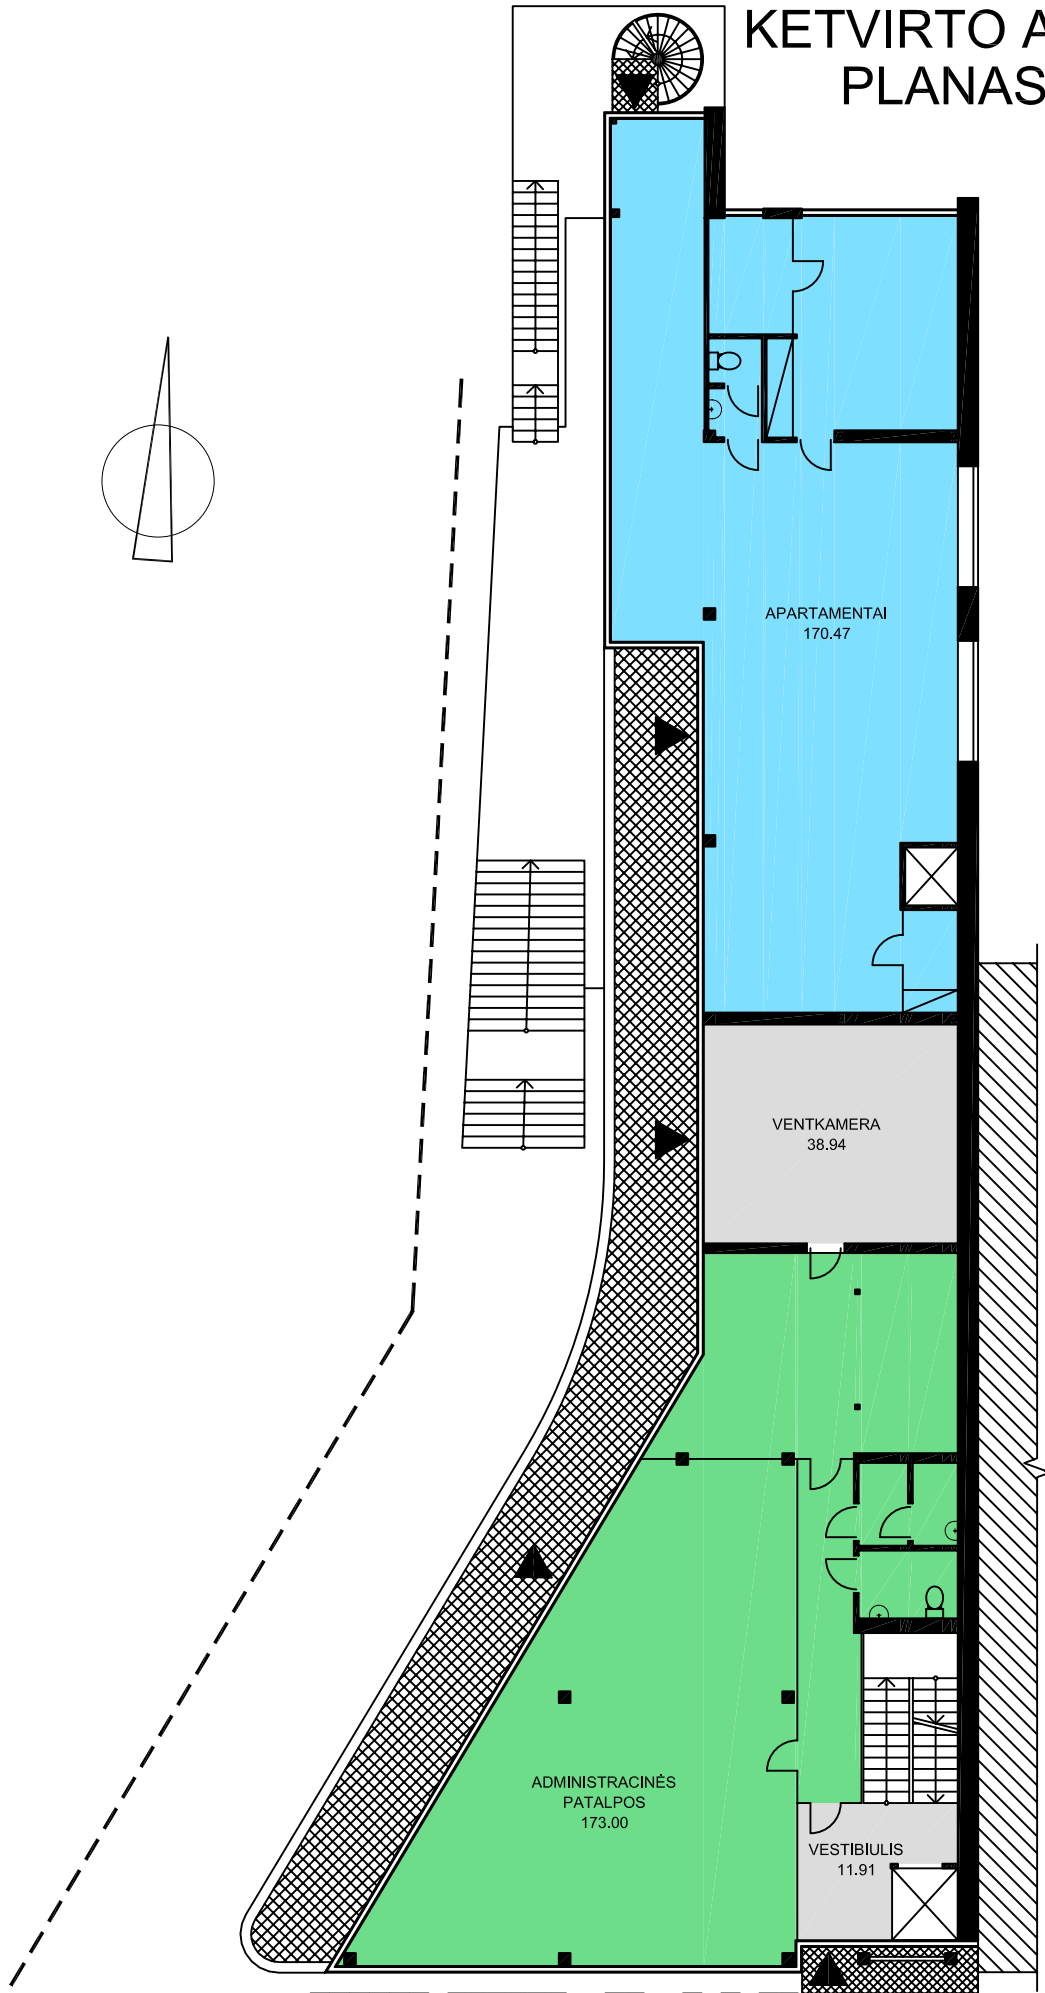 KETVIRTO A
PLANAS
APARTAMENTAI
170.47
VENTKAMERA
38.94
ADMINISTRACINĖS
PATALPOS
173.00
VESTIBIULIS
11.91